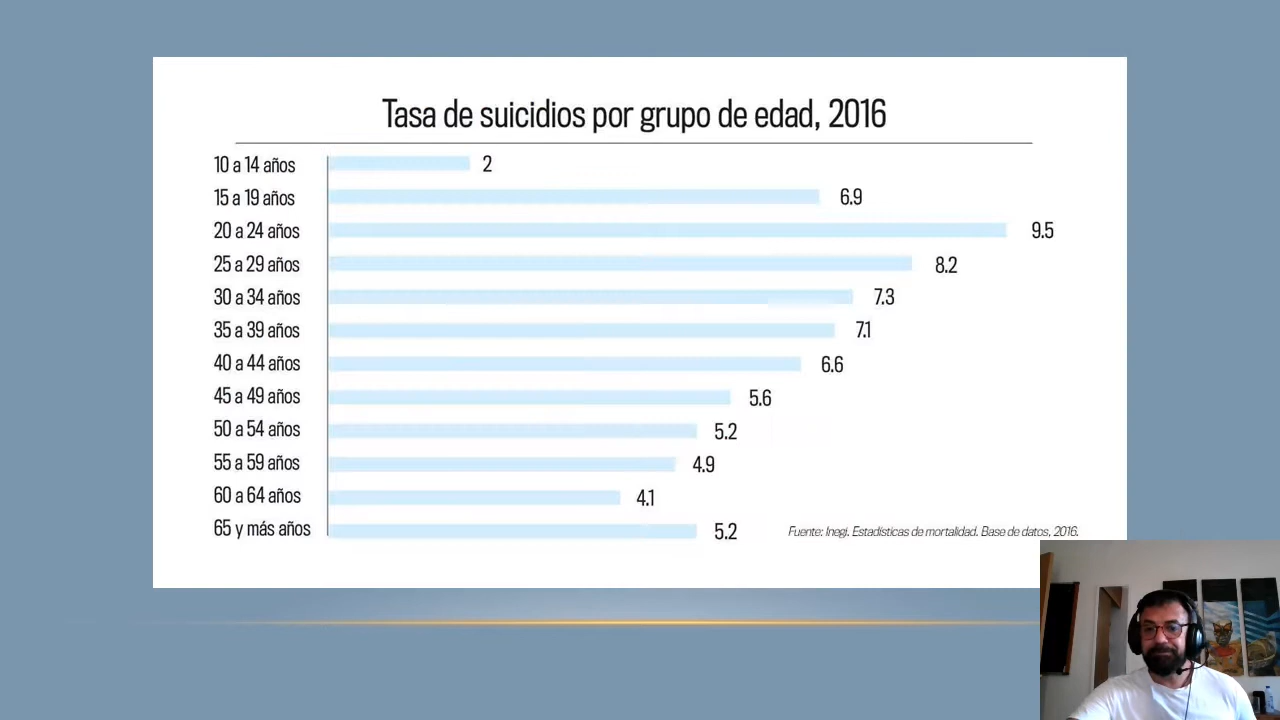 Tasa de suicidios por grupo de edad, 2016
10 a 14 años 2
15 a 19 años 6.9
20 a 24 años 9.5
25 a 29 años 8.2
30 a 34 años 7.3
35 a 39 años 7.1
40 a 44 años 6.6
45 a 49 años 5.6
50 a 54 años 5.2
55 a 59 años 4.9
60 a 64 años 4.1
65 y más años 5.2
Fuente: Inegi. Estadísticas de mortalidad. Base de datos, 2016.